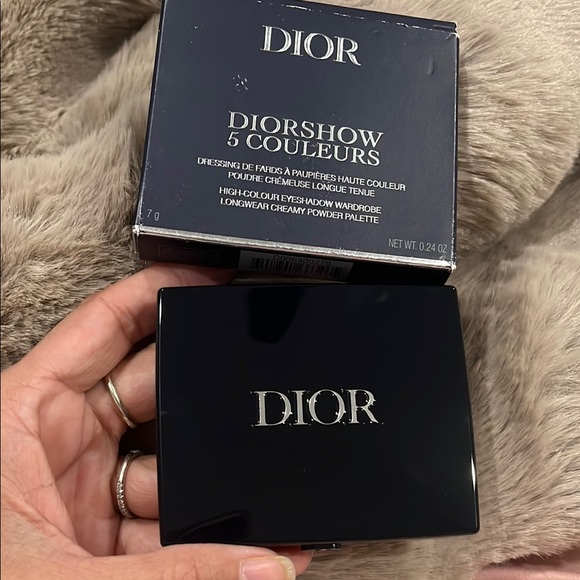 DIOR
DIORSHOW
5 COULEURS
DRESSING DE FARDS À PAUPIÈRES HAUTE COULEUR
POUDRE CRÉMEUSE LONGUE TENUE
HIGH-COLOUR EYESHADOW WARDROBE
LONGWEAR CREAMY POWDER PALETTE
7 g
NET WT. 0.24 OZ
DIOR